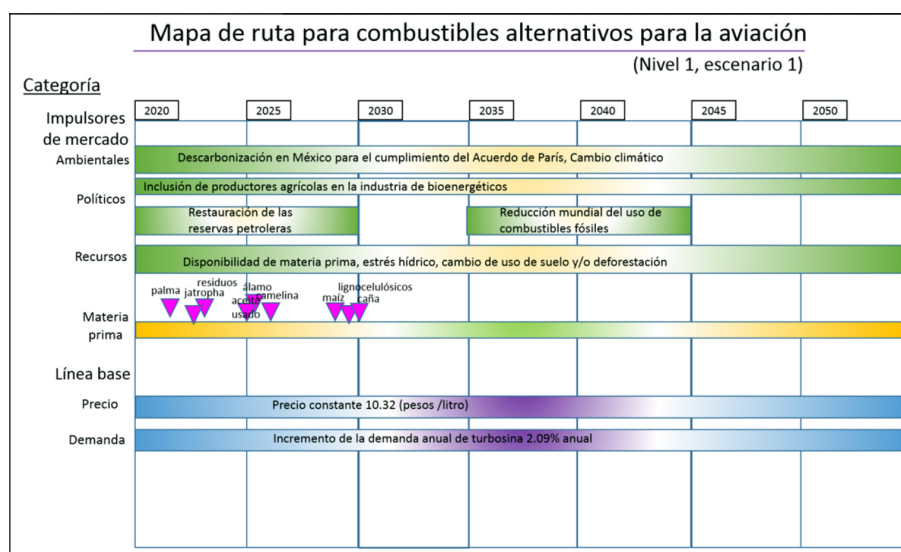 Mapa de ruta para combustibles alternativos para la aviación
(Nivel 1, escenario 1)
Categoría
2020
2025
2030
2035
2040
2045
2050
Impulsores
de mercado
Ambientales
Descarbonización en México para el cumplimiento del Acuerdo de París, Cambio climático
Políticos
Inclusión de productores agrícolas en la industria de bioenergéticos
Restauración de las
reservas petroleras
Reducción mundial del uso de
combustibles fósiles
Recursos
Disponibilidad de materia prima, estrés hídrico, cambio de uso de suelo y/o deforestación
palma
jatropha
residuos
álamo
aceite
usado
camelina
maíz
lignocelulósicos
caña
Materia
prima
Línea base
Precio
Precio constante 10.32 (pesos /litro)
Demanda
Incremento de la demanda anual de turbosina 2.09% anual